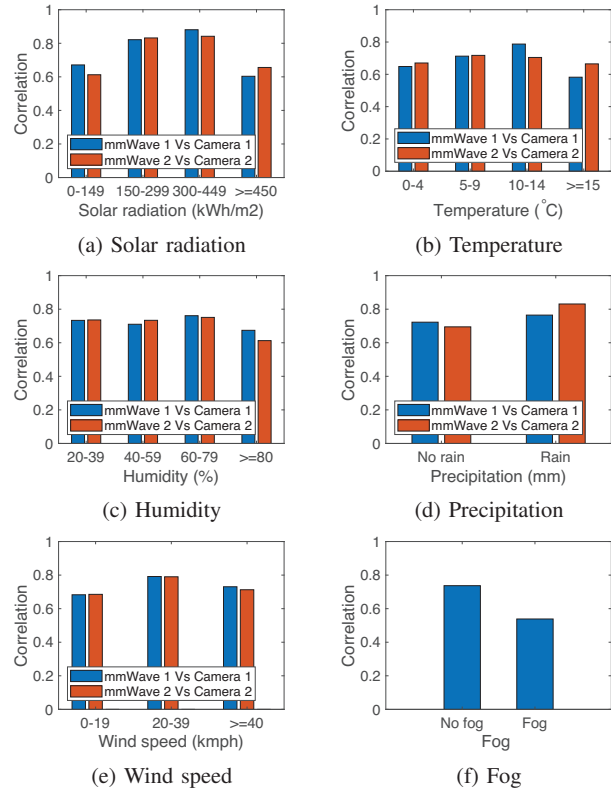 1
0.8
0.6
0.4
0.2
0
Correlation
mmWave 1 Vs Camera 1
mmWave 2 Vs Camera 2
0-149 150-299 300-449 >=450
Solar radiation (kWh/m2)
(a) Solar radiation
1
0.8
0.6
0.4
0.2
0
Correlation
mmWave 1 Vs Camera 1
mmWave 2 Vs Camera 2
0-4 5-9 10-14 >=15
Temperature (°C)
(b) Temperature
1
0.8
0.6
0.4
0.2
0
Correlation
mmWave 1 Vs Camera 1
mmWave 2 Vs Camera 2
20-39 40-59 60-79 >=80
Humidity (%)
(c) Humidity
1
0.8
0.6
0.4
0.2
0
Correlation
mmWave 1 Vs Camera 1
mmWave 2 Vs Camera 2
No rain Rain
Precipitation (mm)
(d) Precipitation
1
0.8
0.6
0.4
0.2
0
Correlation
mmWave 1 Vs Camera 1
mmWave 2 Vs Camera 2
0-19 20-39 >=40
Wind speed (kmph)
(e) Wind speed
1
0.8
0.6
0.4
0.2
0
Correlation
No fog Fog
Fog
(f) Fog